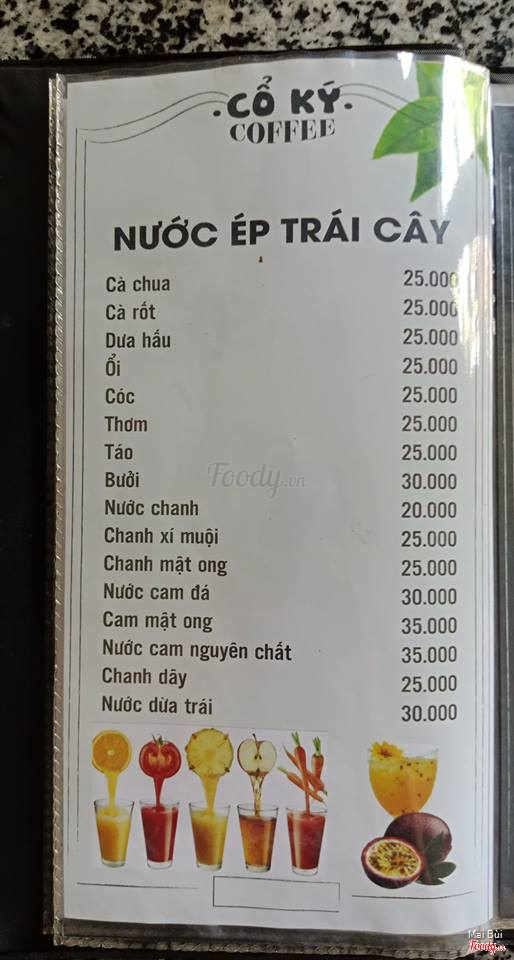 CỔ KÝ
COFFEE
NƯỚC ÉP TRÁI CÂY
Cà chua 25.000
Cà rốt 25.000
Dưa hấu 25.000
Ổi 25.000
Cóc 25.000
Thơm 25.000
Táo 25.000
Bưởi 30.000
Nước chanh 20.000
Chanh xí muội 25.000
Chanh mật ong 25.000
Nước cam đá 30.000
Cam mật ong 35.000
Nước cam nguyên chất 35.000
Chanh dây 25.000
Nước dừa trái 30.000
Foody.vn
Mai Bùi
Foody.vn